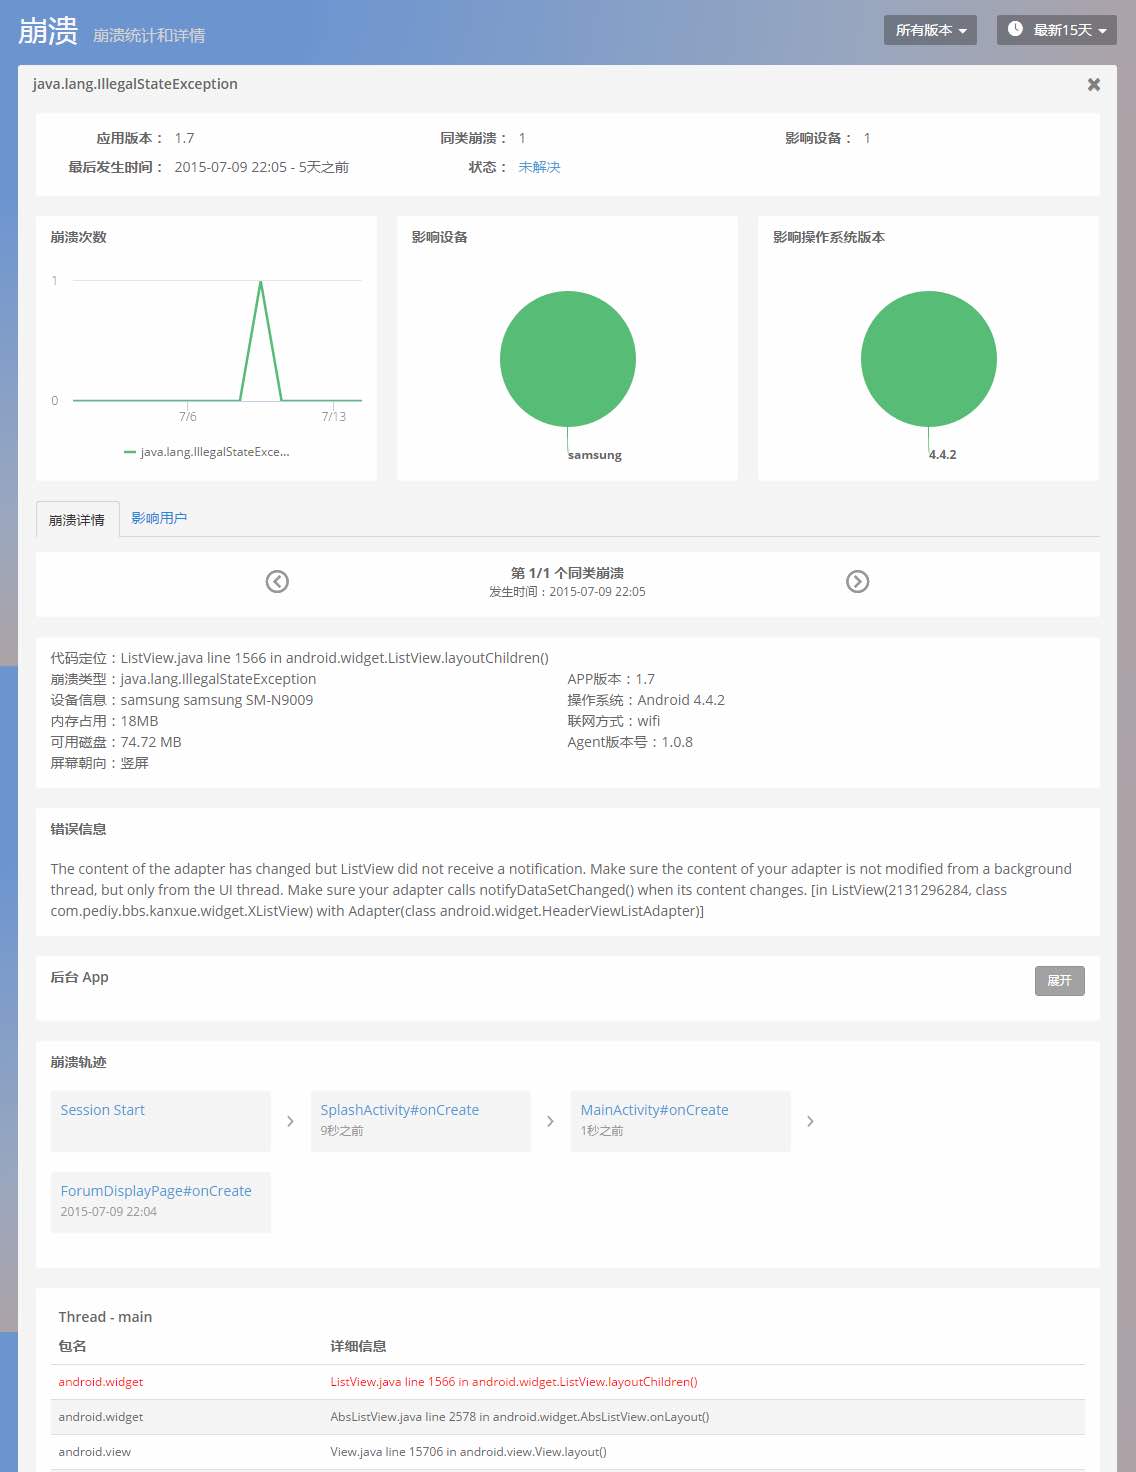 崩溃 崩溃统计和详情 所有版本 最新15天
java.lang.IllegalStateException
应用版本： 1.7 同类崩溃： 1 影响设备： 1
最后发生时间： 2015-07-09 22:05 - 5天之前 状态： 未解决
崩溃次数
1
0
7/6 7/13
java.lang.IllegalStateExce...
影响设备
samsung
影响操作系统版本
4.4.2
崩溃详情 影响用户
第 1/1 个同类崩溃
发生时间：2015-07-09 22:05
代码定位：ListView.java line 1566 in android.widget.ListView.layoutChildren()
崩溃类型：java.lang.IllegalStateException APP版本：1.7
设备信息：samsung samsung SM-N9009 操作系统：Android 4.4.2
内存占用：18MB 联网方式：wifi
可用磁盘：74.72 MB Agent版本号：1.0.8
屏幕朝向：竖屏
错误信息
The content of the adapter has changed but ListView did not receive a notification. Make sure the content of your adapter is not modified from a background
thread, but only from the UI thread. Make sure your adapter calls notifyDataSetChanged() when its content changes. [in ListView(2131296284, class
com.pediy.bbs.kanxue.widget.XListView) with Adapter(class android.widget.HeaderViewListAdapter)]
后台 App 展开
崩溃轨迹
Session Start
SplashActivity#onCreate
9秒之前
MainActivity#onCreate
1秒之前
ForumDisplayPage#onCreate
2015-07-09 22:04
Thread - main
包名 详细信息
android.widget ListView.java line 1566 in android.widget.ListView.layoutChildren()
android.widget AbsListView.java line 2578 in android.widget.AbsListView.onLayout()
android.view View.java line 15706 in android.view.View.layout()